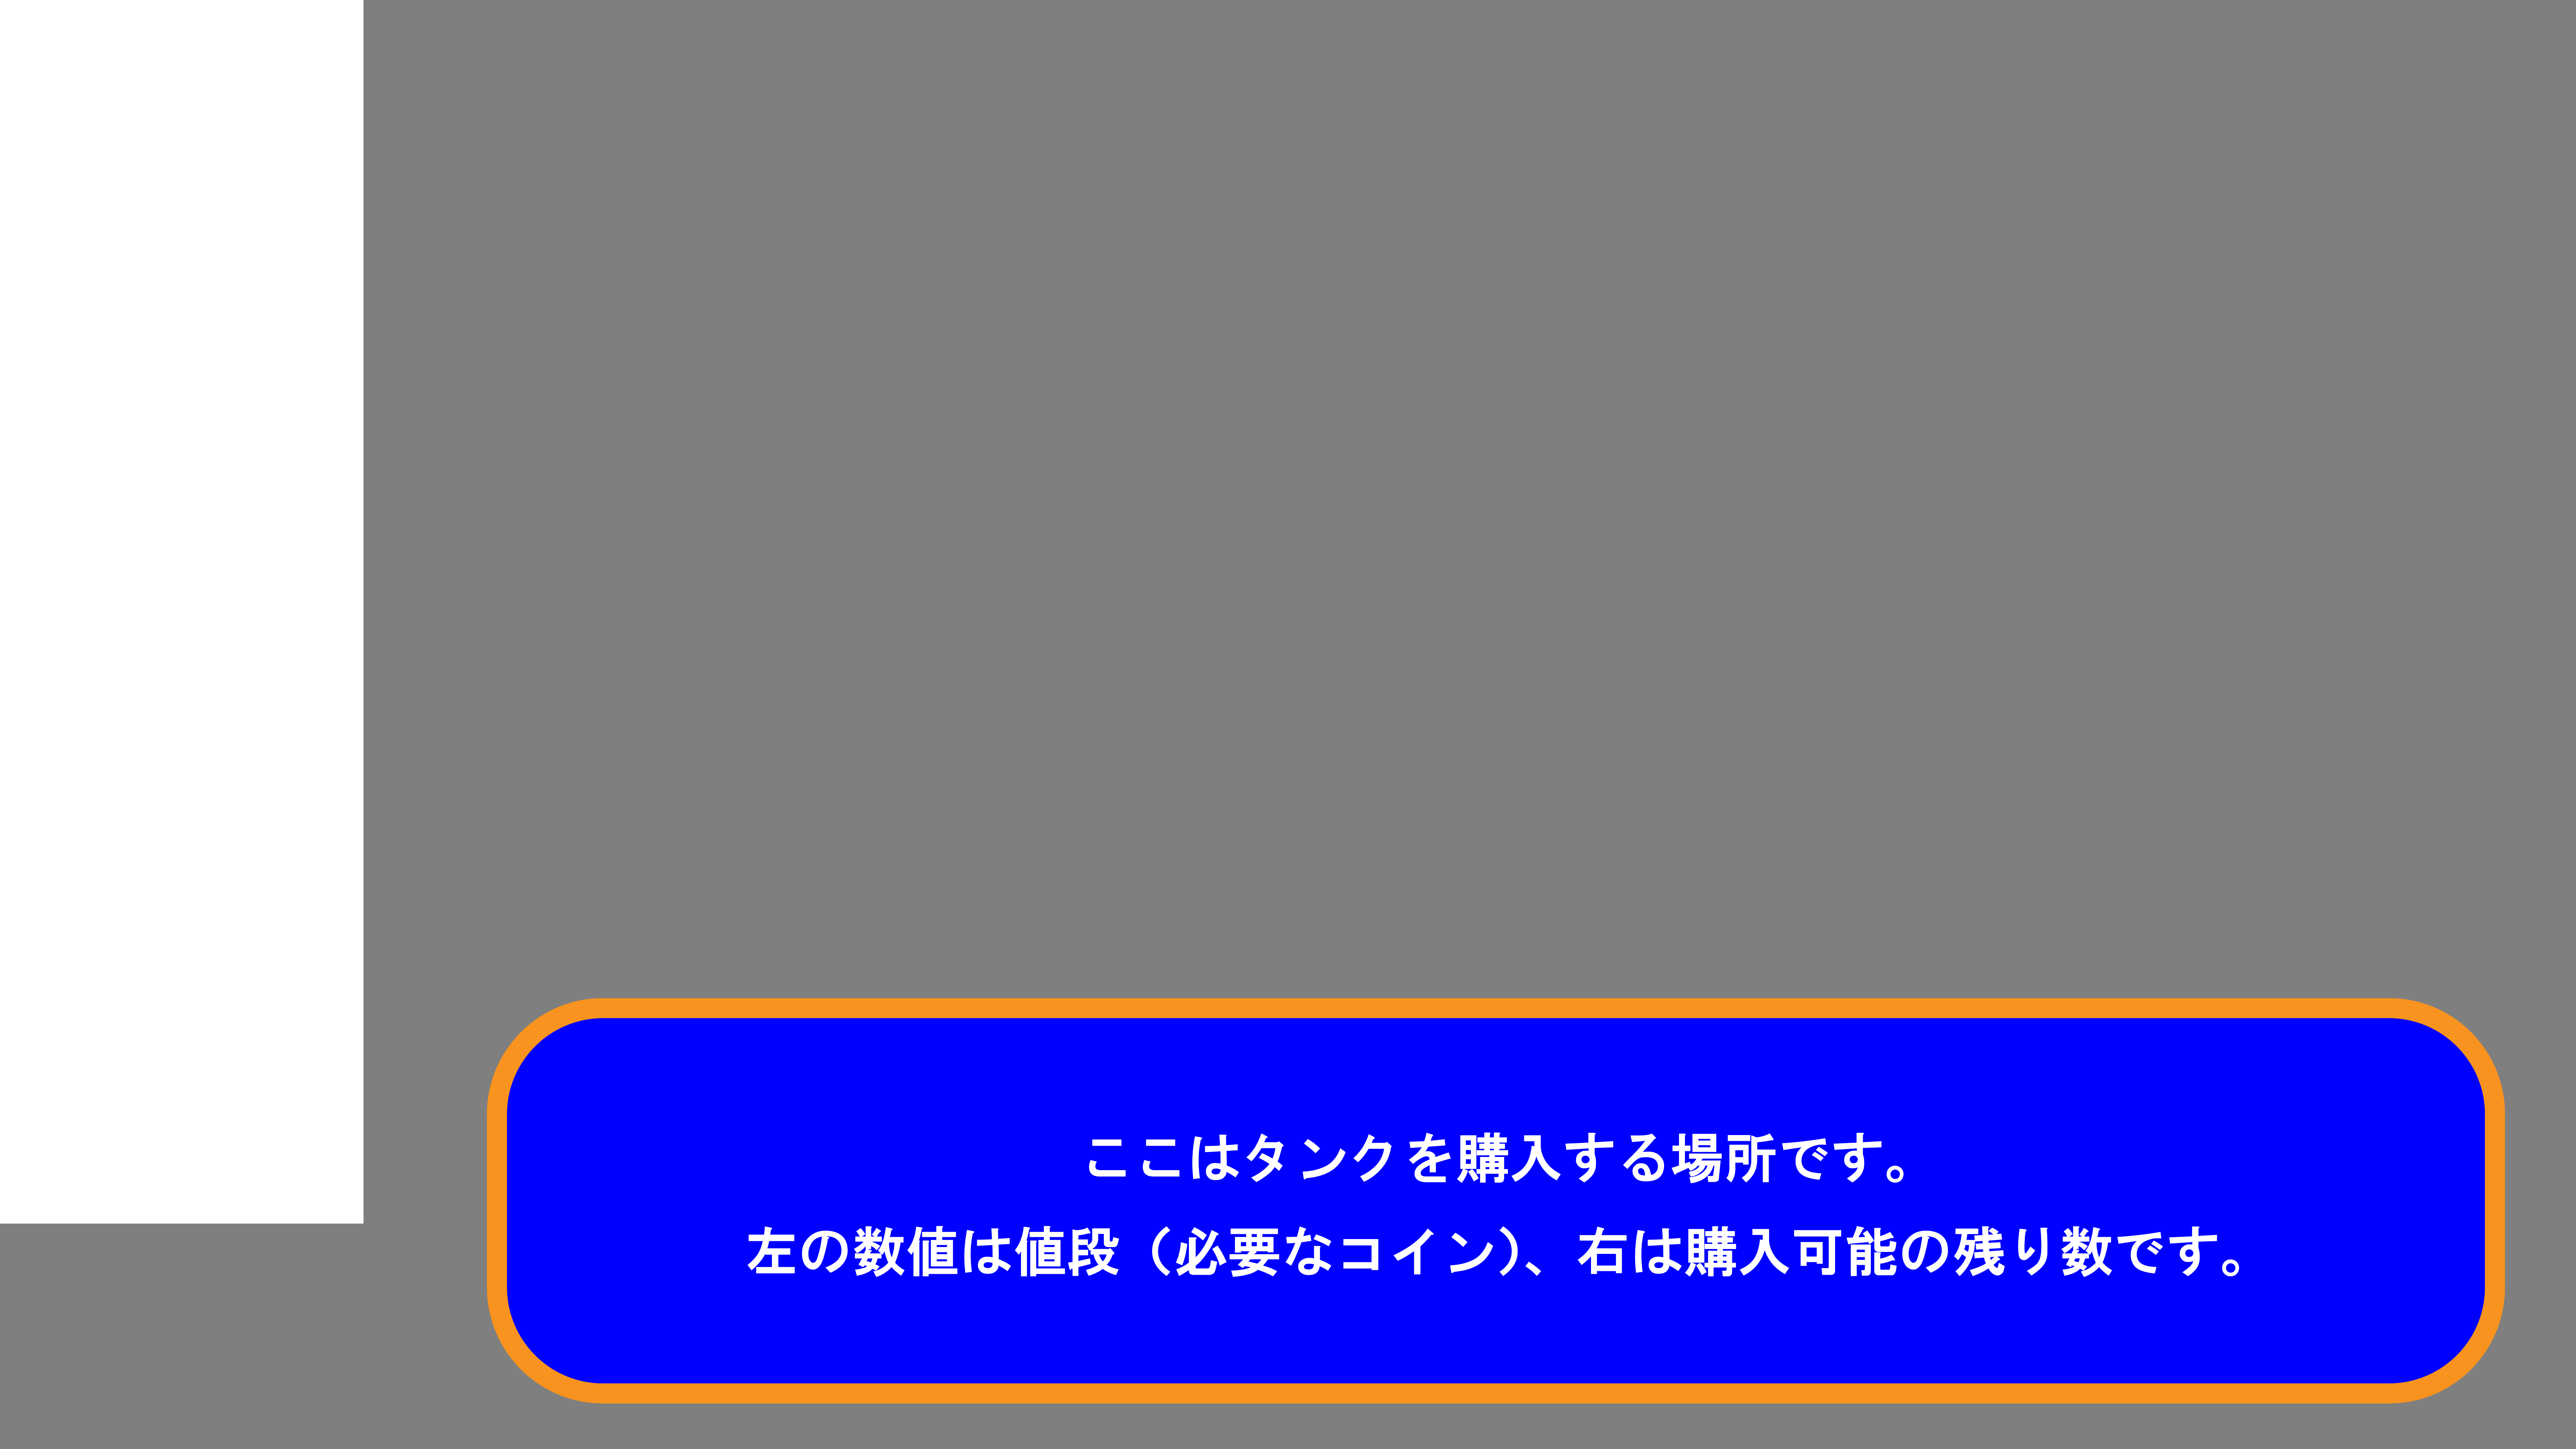 ここはタンクを購入する場所です。
左の数値は値段（必要なコイン）、右は購入可能の残り数です。